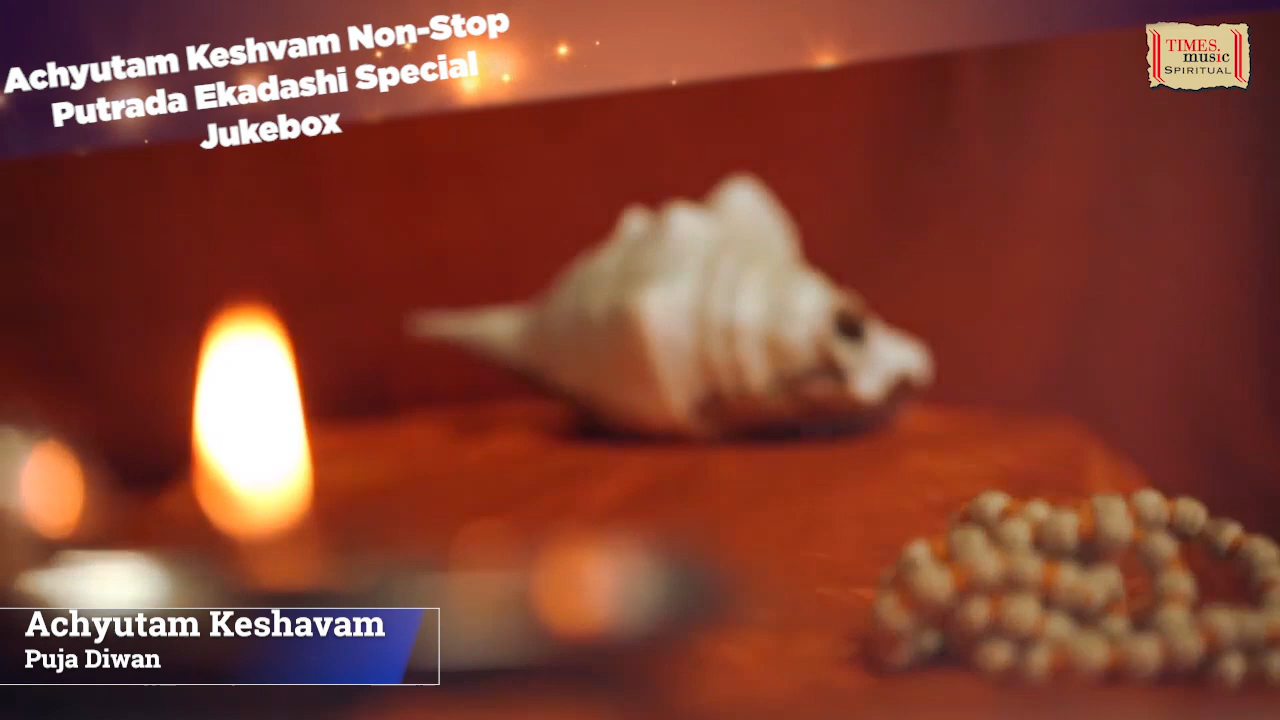 Achyutam Keshvam Non-Stop
Putrada Ekadashi Special
Jukebox
TIMES.
music
SPIRITUAL
Achyutam Keshavam
Puja Diwan